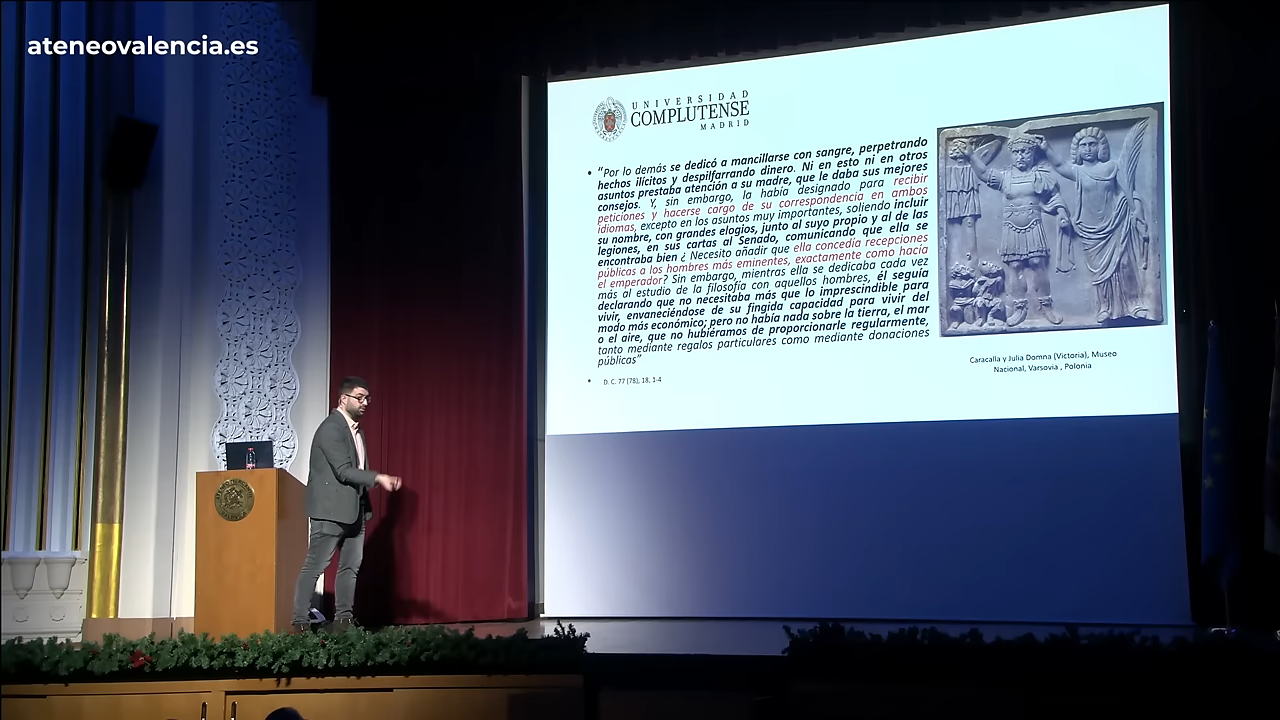 ateneovalencia.es
UNIVERSIDAD
COMPLUTENSE
MADRID
• “Por lo demás se dedicó a mancillarse con sangre, perpetrando
hechos ilícitos y despilfarrando dinero. Ni en esto ni en otros
asuntos prestaba atención a su madre, que le daba sus mejores
consejos. Y, sin embargo, la había designado para recibir
peticiones y hacerse cargo de su correspondencia en ambos
idiomas, excepto en los asuntos muy importantes, soliendo incluir
su nombre, con grandes elogios, junto al suyo propio y al de las
legiones, en sus cartas al Senado, comunicando que ella se
encontraba bien ¿ Necesito añadir que ella concedía recepciones
públicas a los hombres más eminentes, exactamente como hacía
el emperador? Sin embargo, mientras ella se dedicaba cada vez
más al estudio de la filosofía con aquellos hombres, él seguía
declarando que no necesitaba más que lo imprescindible para
vivir, envaneciéndose de su fingida capacidad para vivir del
modo más económico; pero no había nada sobre la tierra, el mar
o el aire, que no hubiéramos de proporcionarle regularmente,
tanto mediante regalos particulares como mediante donaciones
públicas”
• D. C. 77 (78), 18, 1-4
Caracalla y Julia Domna (Victoria), Museo
Nacional, Varsovia , Polonia